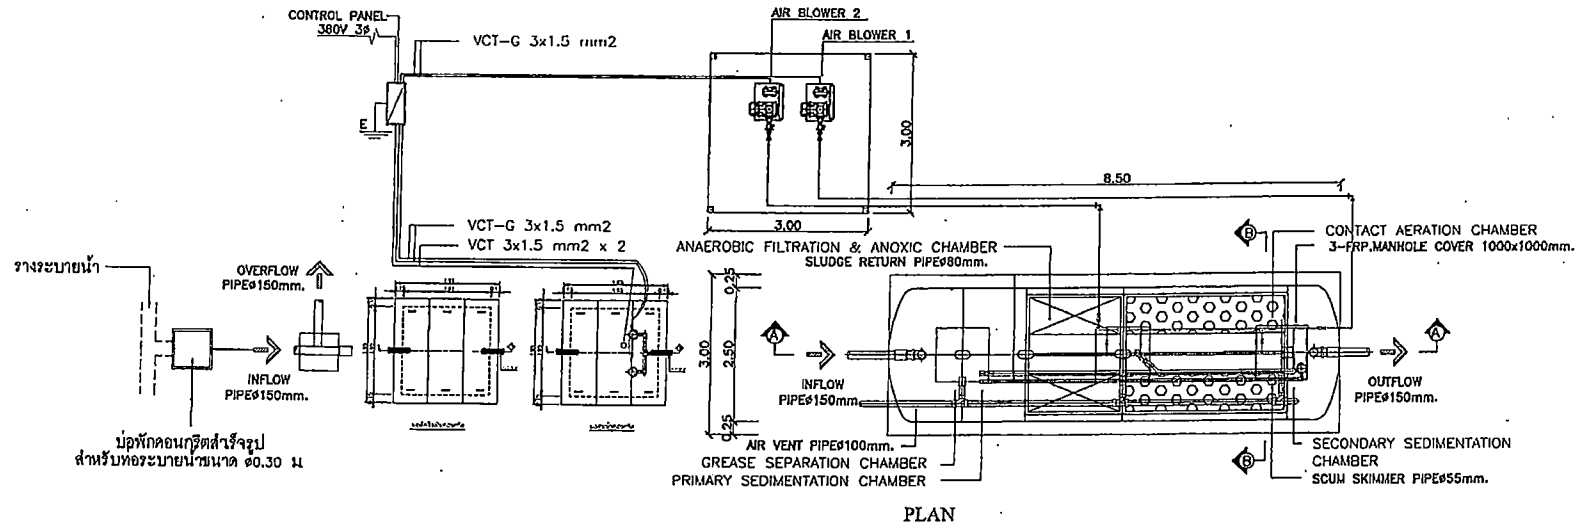 CONTROL PANEL
380V 3ø
VCT-G 3x1.5 mm2
AIR BLOWER 2
AIR BLOWER 1
E
3.00
3.00
8.50
VCT-G 3x1.5 mm2
VCT 3x1.5 mm2 x 2
ANAEROBIC FILTRATION & ANOXIC CHAMBER
SLUDGE RETURN PIPEø80mm.
B
CONTACT AERATION CHAMBER
3-FRP.MANHOLE COVER 1000x1000mm.
รางระบายน้ำ
OVERFLOW
PIPEø150mm.
INFLOW
PIPEø150mm.
0.25
3.00
2.50
0.25
A
INFLOW
PIPEø150mm.
A
OUTFLOW
PIPEø150mm.
บ่อพักคอนกรีตสำเร็จรูป
สำหรับท่อระบายน้ำขนาด ø0.30 ม
AIR VENT PIPEø100mm.
GREASE SEPARATION CHAMBER
PRIMARY SEDIMENTATION CHAMBER
B
SECONDARY SEDIMENTATION
CHAMBER
SCUM SKIMMER PIPEø55mm.
PLAN